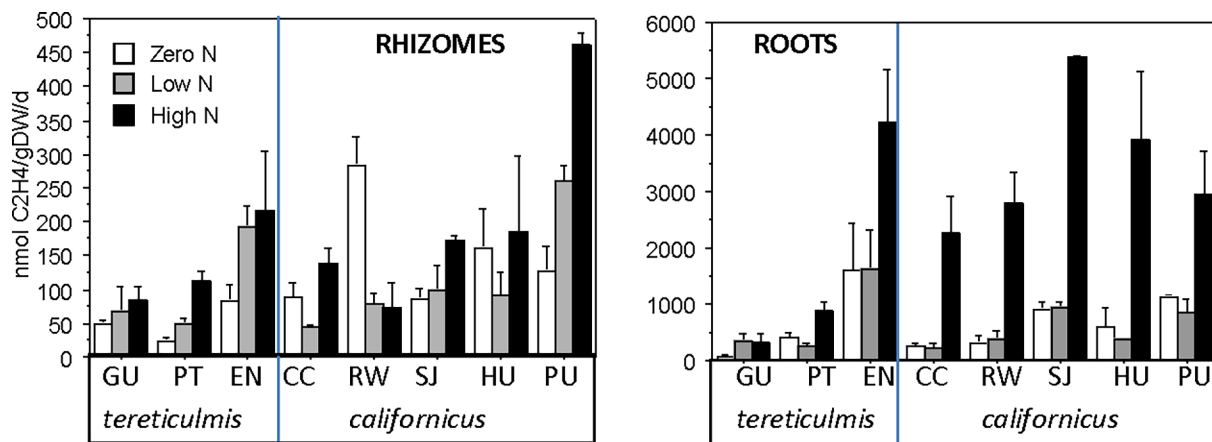 500
450
400
350
300
250
200
150
100
50
0
nmol C2H4/gDW/d
RHIZOMES
Zero N
Low N
High N
GU PT EN CC RW SJ HU PU
tereticulmis californicus
6000
5000
4000
3000
2000
1000
0
ROOTS
GU PT EN CC RW SJ HU PU
tereticulmis californicus